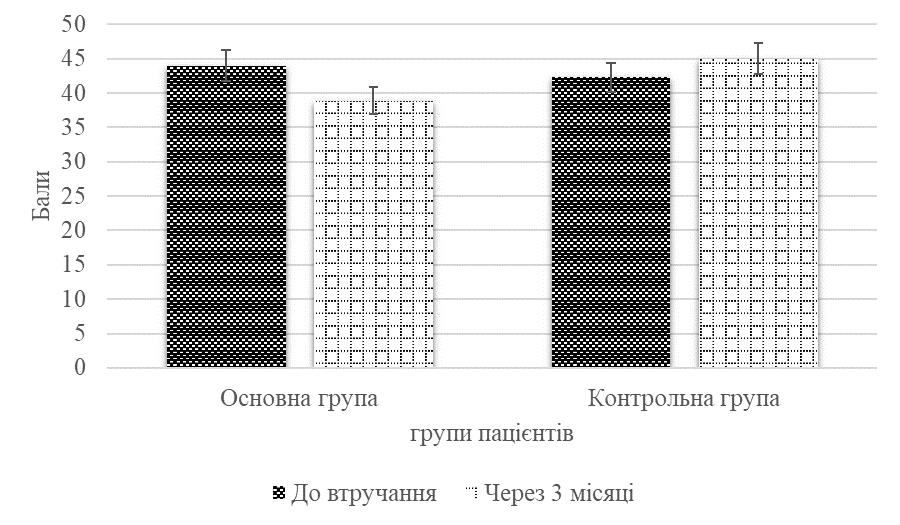 50
45
40
35
30
25
20
15
10
5
0
Бали
Основна група
Контрольна група
групи пацієнтів
До втручання
Через 3 місяці